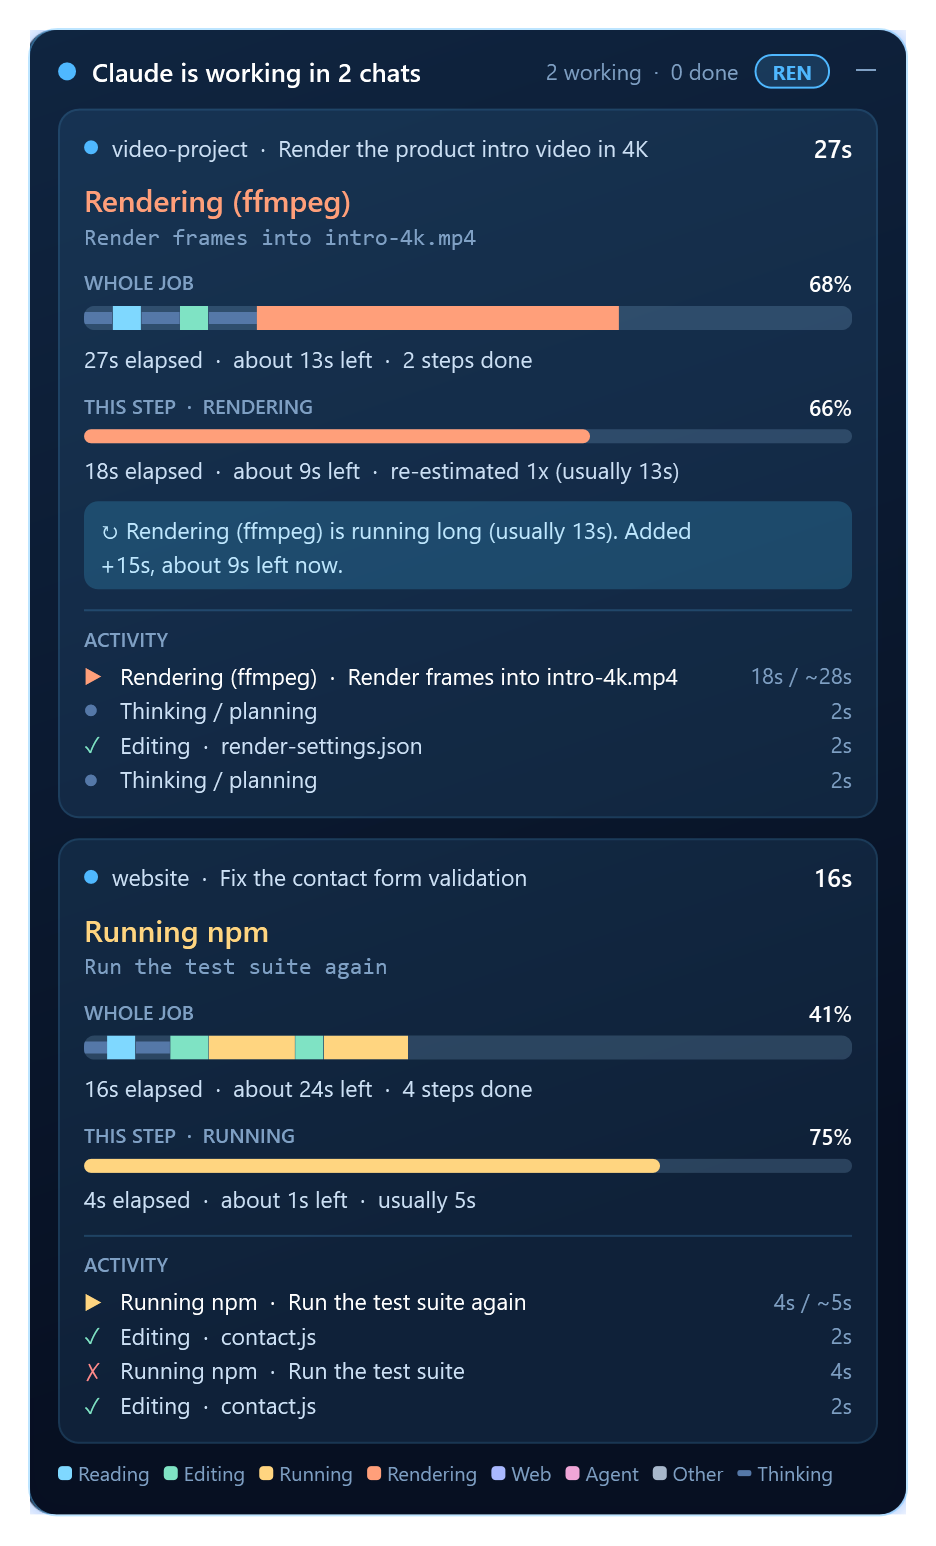 Claude is working in 2 chats 2 working · 0 done REN —
video-project · Render the product intro video in 4K 27s
Rendering (ffmpeg)
Render frames into intro-4k.mp4
WHOLE JOB 68%
27s elapsed · about 13s left · 2 steps done
THIS STEP · RENDERING 66%
18s elapsed · about 9s left · re-estimated 1x (usually 13s)
↻ Rendering (ffmpeg) is running long (usually 13s). Added
+15s, about 9s left now.
ACTIVITY
▶ Rendering (ffmpeg) · Render frames into intro-4k.mp4 18s / ~28s
● Thinking / planning 2s
✓ Editing · render-settings.json 2s
● Thinking / planning 2s
website · Fix the contact form validation 16s
Running npm
Run the test suite again
WHOLE JOB 41%
16s elapsed · about 24s left · 4 steps done
THIS STEP · RUNNING 75%
4s elapsed · about 1s left · usually 5s
ACTIVITY
▶ Running npm · Run the test suite again 4s / ~5s
✓ Editing · contact.js 2s
✗ Running npm · Run the test suite 4s
✓ Editing · contact.js 2s
Reading Editing Running Rendering Web Agent Other Thinking